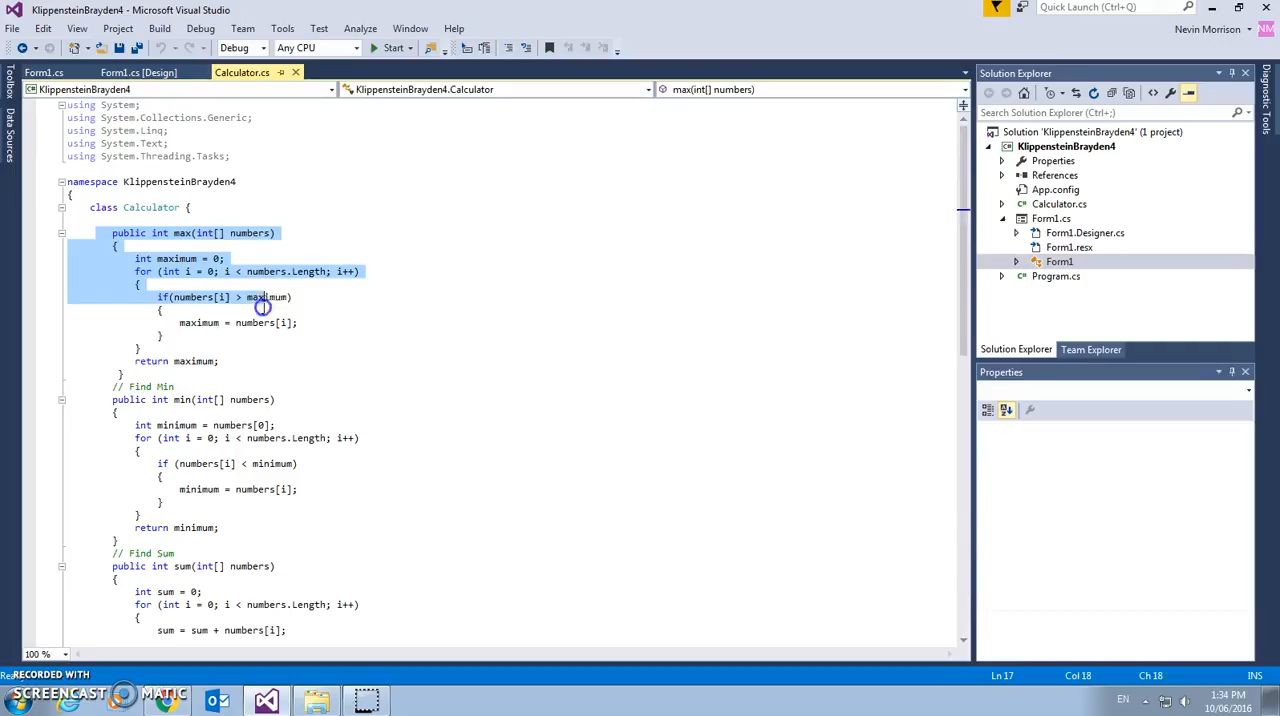 KlippensteinBrayden4 - Microsoft Visual Studio
Quick Launch (Ctrl+Q)
File Edit View Project Build Debug Team Tools Test Analyze Window Help
Nevin Morrison NM
Debug Any CPU Start
Toolbox
Data Sources
Form1.cs Form1.cs [Design] Calculator.cs
KlippensteinBrayden4 KlippensteinBrayden4.Calculator max(int[] numbers)
using System;
using System.Collections.Generic;
using System.Linq;
using System.Text;
using System.Threading.Tasks;
namespace KlippensteinBrayden4
{
class Calculator {
public int max(int[] numbers)
{
int maximum = 0;
for (int i = 0; i < numbers.Length; i++)
{
if(numbers[i] > maximum)
{
maximum = numbers[i];
}
}
return maximum;
}
// Find Min
public int min(int[] numbers)
{
int minimum = numbers[0];
for (int i = 0; i < numbers.Length; i++)
{
if (numbers[i] < minimum)
{
minimum = numbers[i];
}
}
return minimum;
}
// Find Sum
public int sum(int[] numbers)
{
int sum = 0;
for (int i = 0; i < numbers.Length; i++)
{
sum = sum + numbers[i];
100 %
Solution Explorer
Search Solution Explorer (Ctrl+;)
Solution 'KlippensteinBrayden4' (1 project)
KlippensteinBrayden4
Properties
References
App.config
Calculator.cs
Form1.cs
Form1.Designer.cs
Form1.resx
Form1
Program.cs
Solution Explorer Team Explorer
Properties
Diagnostic Tools
Ln 17 Col 18 Ch 18 INS
RECORDED WITH
SCREENCAST MATIC
EN
1:34 PM
10/06/2016